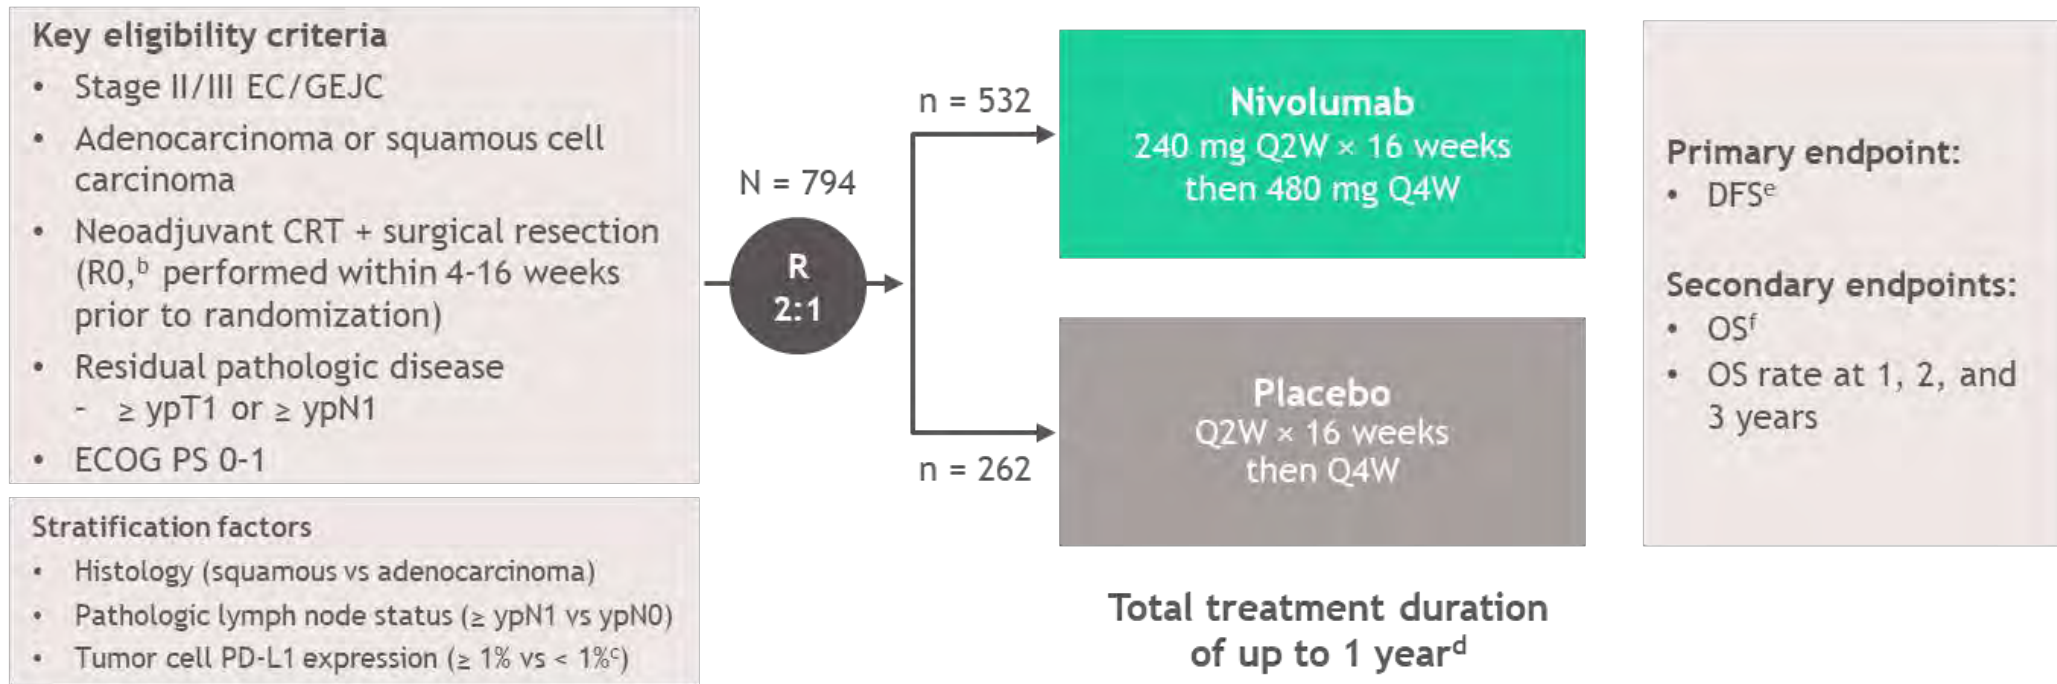 Key eligibility criteria
• Stage II/III EC/GEJC
• Adenocarcinoma or squamous cell
carcinoma
• Neoadjuvant CRT + surgical resection
(R0,ᵇ performed within 4-16 weeks
prior to randomization)
• Residual pathologic disease
- ≥ ypT1 or ≥ ypN1
• ECOG PS 0-1
Stratification factors
• Histology (squamous vs adenocarcinoma)
• Pathologic lymph node status (≥ ypN1 vs ypN0)
• Tumor cell PD-L1 expression (≥ 1% vs < 1%ᶜ)
N = 794
R
2:1
n = 532
Nivolumab
240 mg Q2W × 16 weeks
then 480 mg Q4W
n = 262
Placebo
Q2W × 16 weeks
then Q4W
Total treatment duration
of up to 1 yearᵈ
Primary endpoint:
• DFSᵉ
Secondary endpoints:
• OSᶠ
• OS rate at 1, 2, and
3 years